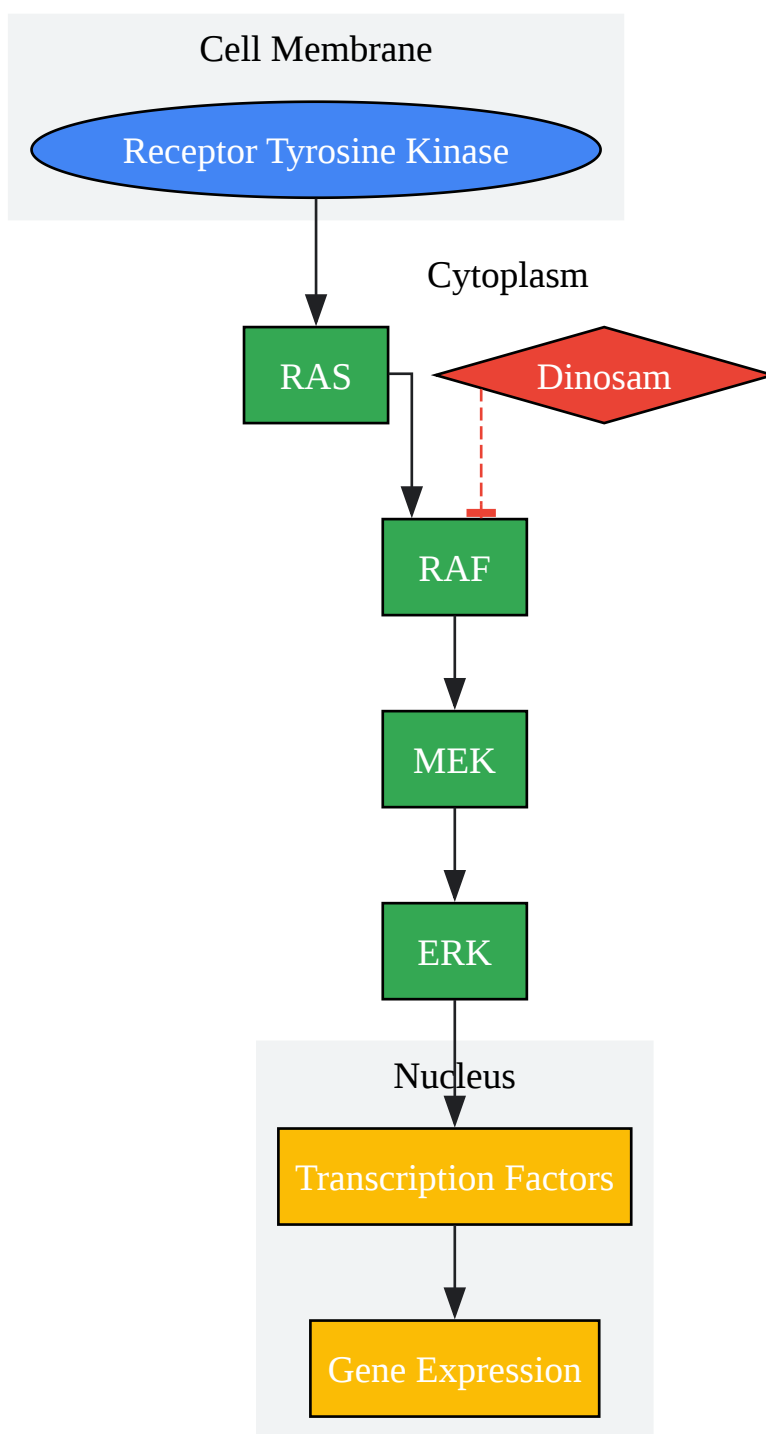 Cell Membrane
Receptor Tyrosine Kinase
Cytoplasm
RAS
Dinosam
RAF
MEK
ERK
Nucleus
Transcription Factors
Gene Expression